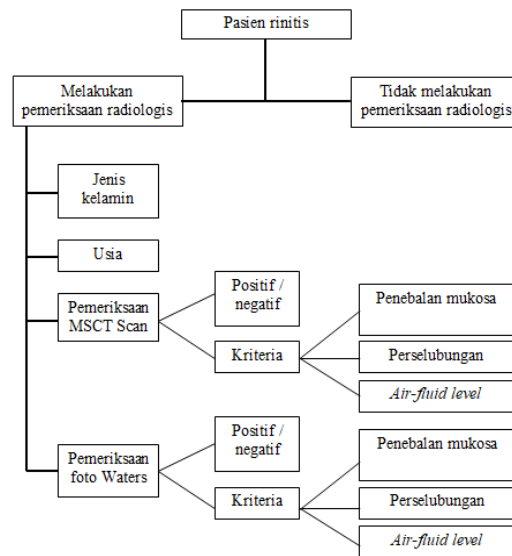 Pasien rinitis
Melakukan
pemeriksaan radiologis
Tidak melakukan
pemeriksaan radiologis
Jenis
kelamin
Usia
Pemeriksaan
MSCT Scan
Positif /
negatif
Kriteria
Penebalan mukosa
Perselubungan
Air-fluid level
Pemeriksaan
foto Waters
Positif /
negatif
Kriteria
Penebalan mukosa
Perselubungan
Air-fluid level